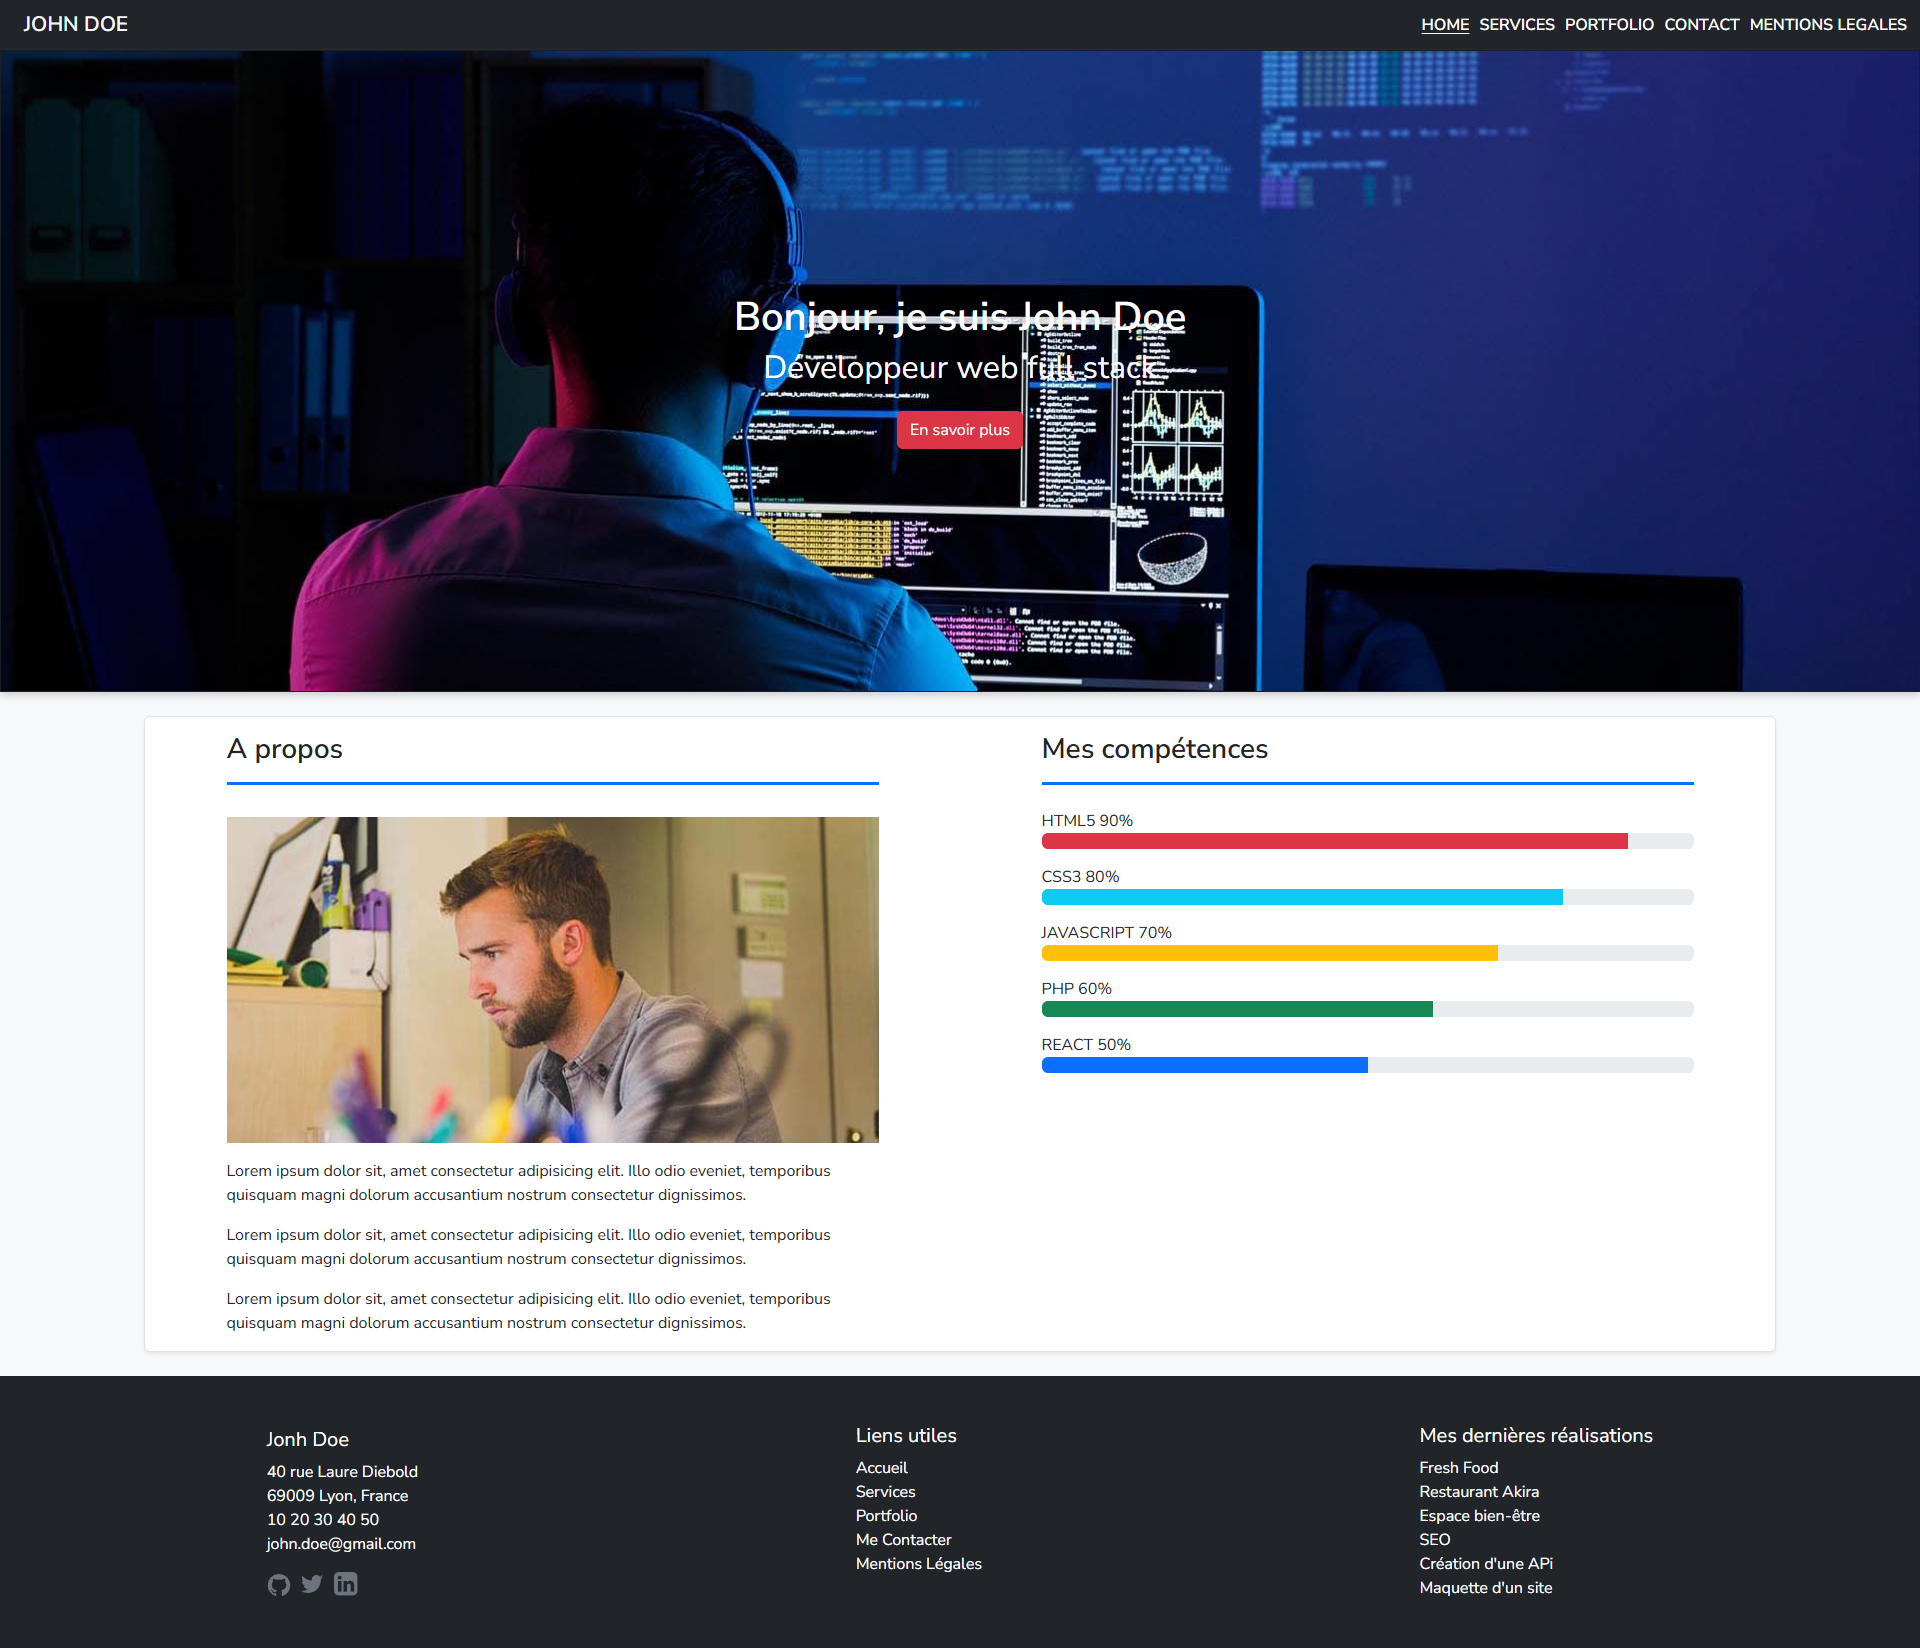 JOHN DOE
HOME SERVICES PORTFOLIO CONTACT MENTIONS LEGALES
Bonjour, je suis John Doe
Développeur web full stack
En savoir plus
A propos
Lorem ipsum dolor sit, amet consectetur adipisicing elit. Illo odio eveniet, temporibus
quisquam magni dolorum accusantium nostrum consectetur dignissimos.
Lorem ipsum dolor sit, amet consectetur adipisicing elit. Illo odio eveniet, temporibus
quisquam magni dolorum accusantium nostrum consectetur dignissimos.
Lorem ipsum dolor sit, amet consectetur adipisicing elit. Illo odio eveniet, temporibus
quisquam magni dolorum accusantium nostrum consectetur dignissimos.
Mes compétences
HTML5 90%
CSS3 80%
JAVASCRIPT 70%
PHP 60%
REACT 50%
Jonh Doe
40 rue Laure Diebold
69009 Lyon, France
10 20 30 40 50
john.doe@gmail.com
Liens utiles
Accueil
Services
Portfolio
Me Contacter
Mentions Légales
Mes dernières réalisations
Fresh Food
Restaurant Akira
Espace bien-être
SEO
Création d'une APi
Maquette d'un site